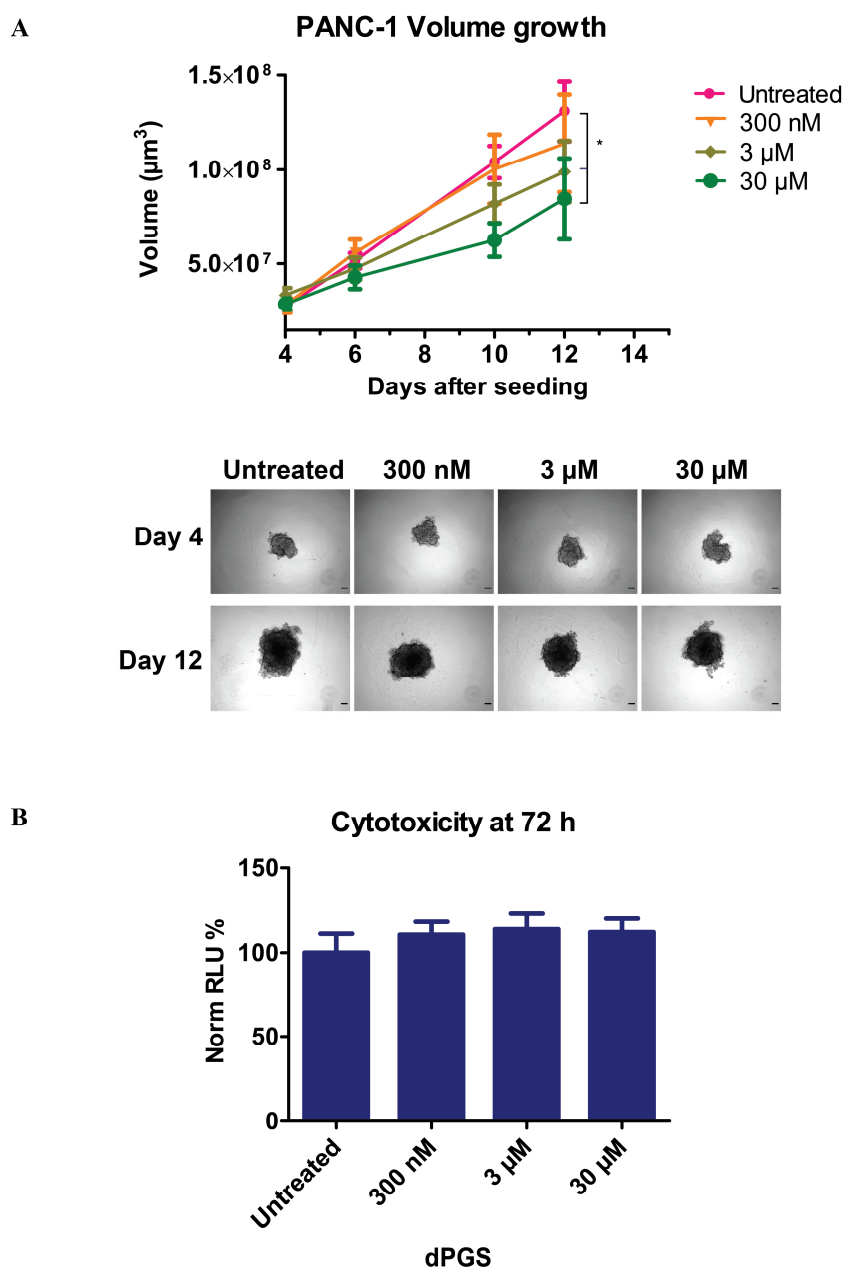 A
PANC-1 Volume growth
1.5×10⁸
1.0×10⁸
5.0×10⁷
Volume (µm³)
4 6 8 10 12 14
Days after seeding
*
Untreated
300 nM
3 µM
30 µM
Untreated 300 nM 3 µM 30 µM
Day 4
Day 12
B
Cytotoxicity at 72 h
150
100
50
0
Norm RLU %
Untreated
300 nM
3 µM
30 µM
dPGS